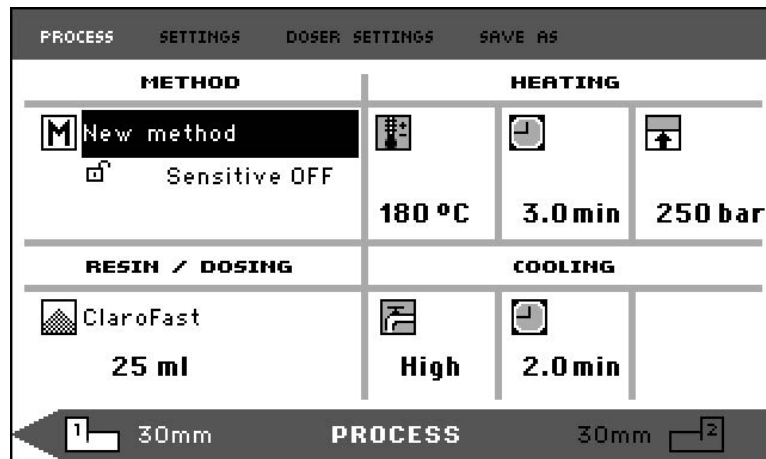 PROCESS SETTINGS DOSER SETTINGS SAVE AS
METHOD HEATING
M New method
Sensitive OFF
180 ºC 3.0 min 250 bar
RESIN / DOSING COOLING
ClaroFast
25 ml High 2.0 min
1 30mm PROCESS 30mm 2